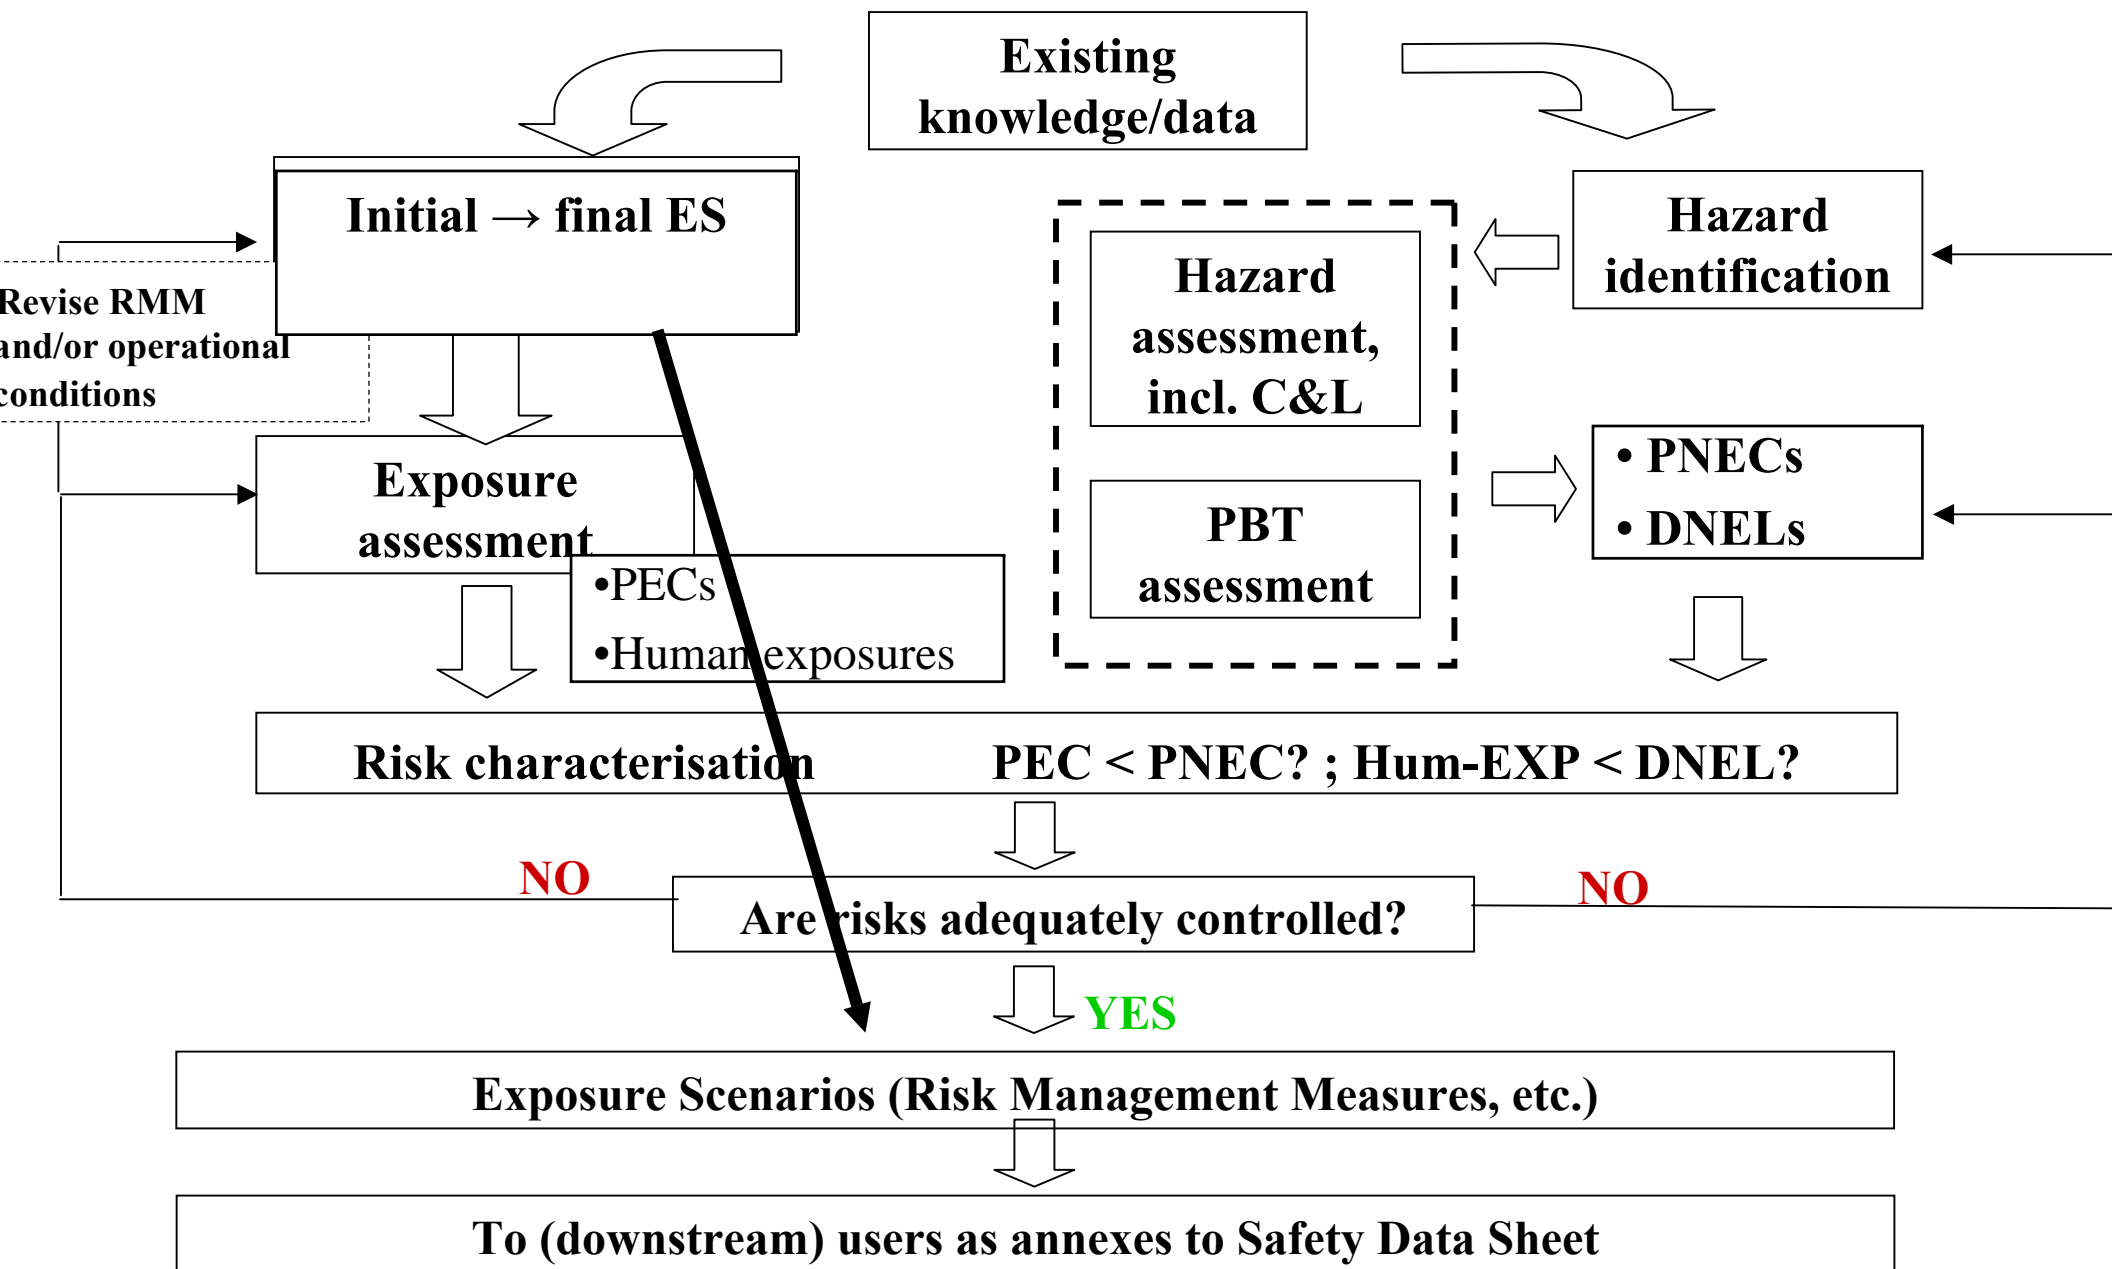 Existing
knowledge/data
Initial → final ES
Hazard
identification
Hazard
assessment,
incl. C&L
Revise RMM
and/or operational
conditions
Exposure
assessment
• PNECs
• DNELs
PBT
assessment
•PECs
•Human exposures
Risk characterisation PEC < PNEC? ; Hum-EXP < DNEL?
NO
Are risks adequately controlled?
NO
YES
Exposure Scenarios (Risk Management Measures, etc.)
To (downstream) users as annexes to Safety Data Sheet